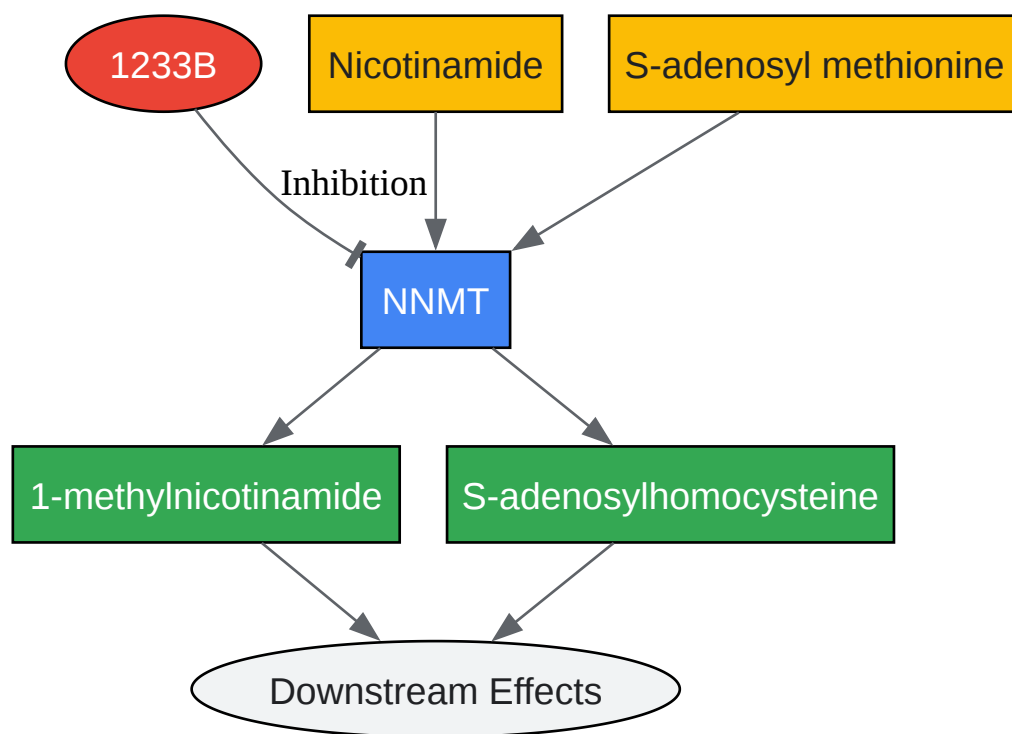 1233B
Nicotinamide
S-adenosyl methionine
Inhibition
NNMT
1-methylnicotinamide
S-adenosylhomocysteine
Downstream Effects